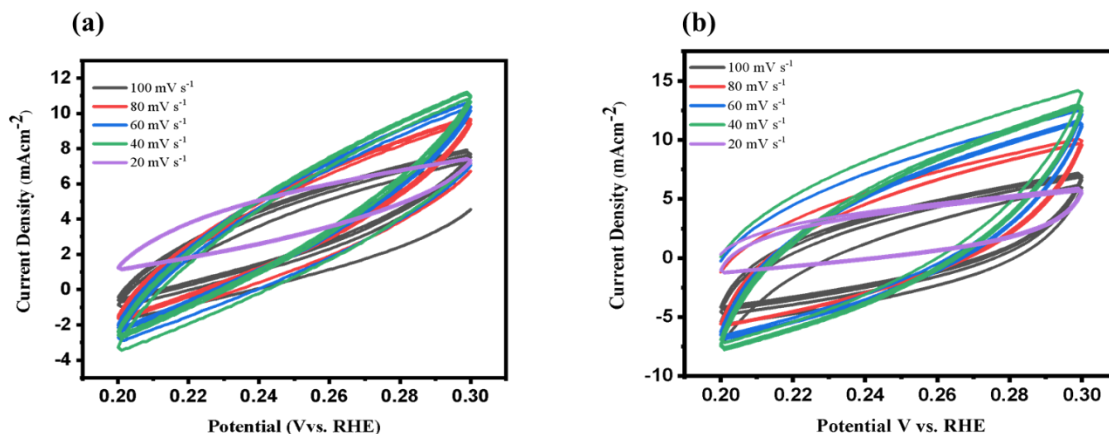 (a)
12
10
8
6
4
2
0
-2
-4
0.20 0.22 0.24 0.26 0.28 0.30
Current Density (mAcm⁻²)
Potential (Vvs. RHE)
100 mV s⁻¹
80 mV s⁻¹
60 mV s⁻¹
40 mV s⁻¹
20 mV s⁻¹
(b)
15
10
5
0
-5
-10
0.20 0.22 0.24 0.26 0.28 0.30
Current Density (mAcm⁻²)
Potential V vs. RHE
100 mV s⁻¹
80 mV s⁻¹
60 mV s⁻¹
40 mV s⁻¹
20 mV s⁻¹